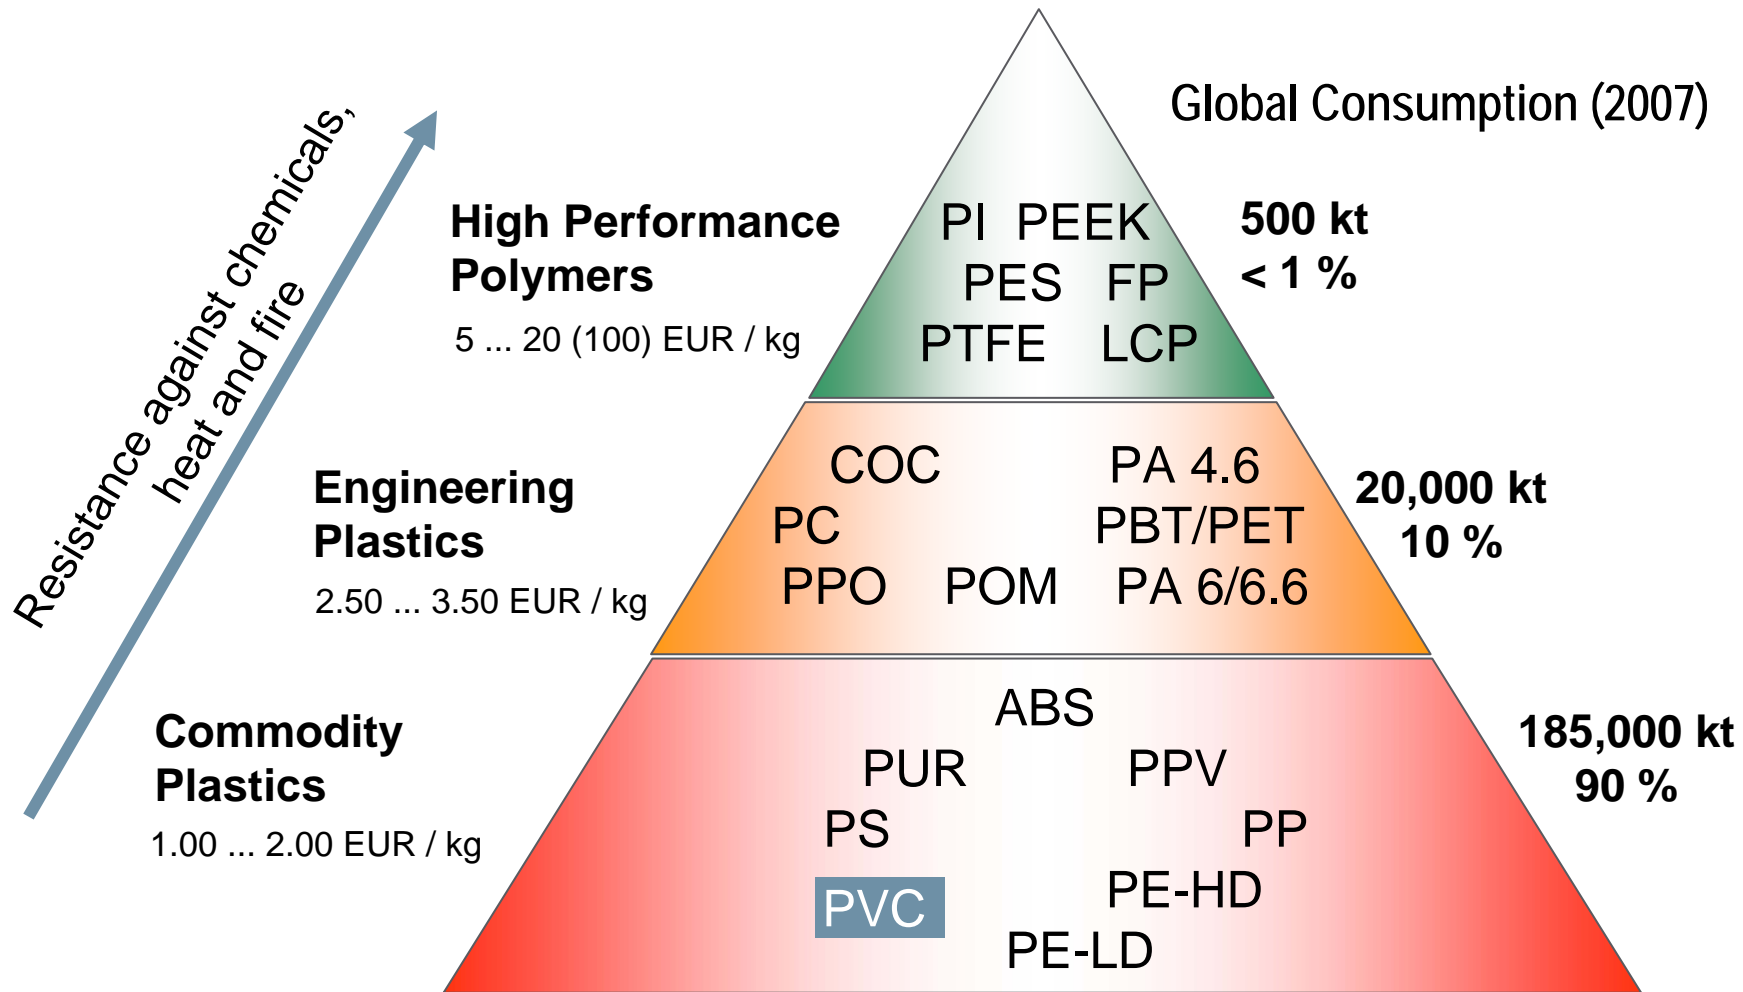 Global Consumption (2007)
Resistance against chemicals,
heat and fire
High Performance
Polymers
5 ... 20 (100) EUR / kg
PI PEEK
PES FP
PTFE LCP
500 kt
< 1 %
Engineering
Plastics
2.50 ... 3.50 EUR / kg
COC PA 4.6
PC PBT/PET
PPO POM PA 6/6.6
20,000 kt
10 %
Commodity
Plastics
1.00 ... 2.00 EUR / kg
ABS
PUR PPV
PS PP
PVC PE-HD
PE-LD
185,000 kt
90 %